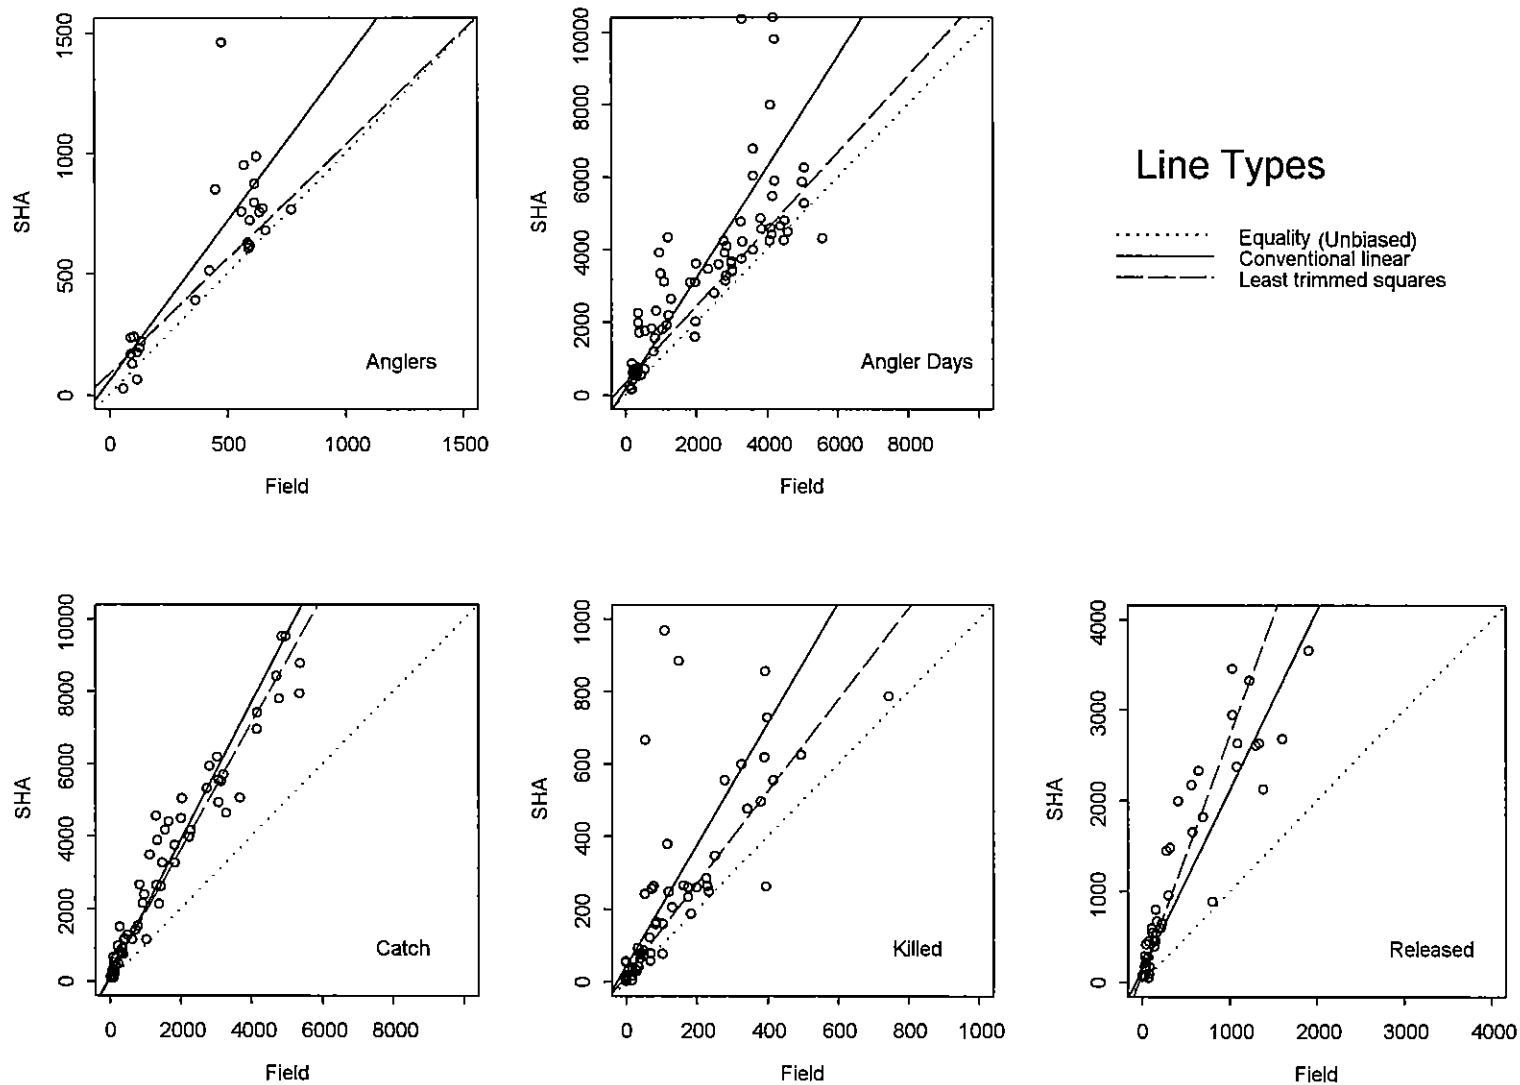 1500
1000
500
0
SHA
Anglers
0 500 1000 1500
Field
10000
8000
6000
4000
2000
0
SHA
Angler Days
0 2000 4000 6000 8000
Field
Line Types
Equality (Unbiased)
Conventional linear
Least trimmed squares
10000
8000
6000
4000
2000
0
SHA
Catch
0 2000 4000 6000 8000
Field
1000
800
600
400
200
0
SHA
Killed
0 200 400 600 800 1000
Field
4000
3000
2000
1000
0
SHA
Released
0 1000 2000 3000 4000
Field